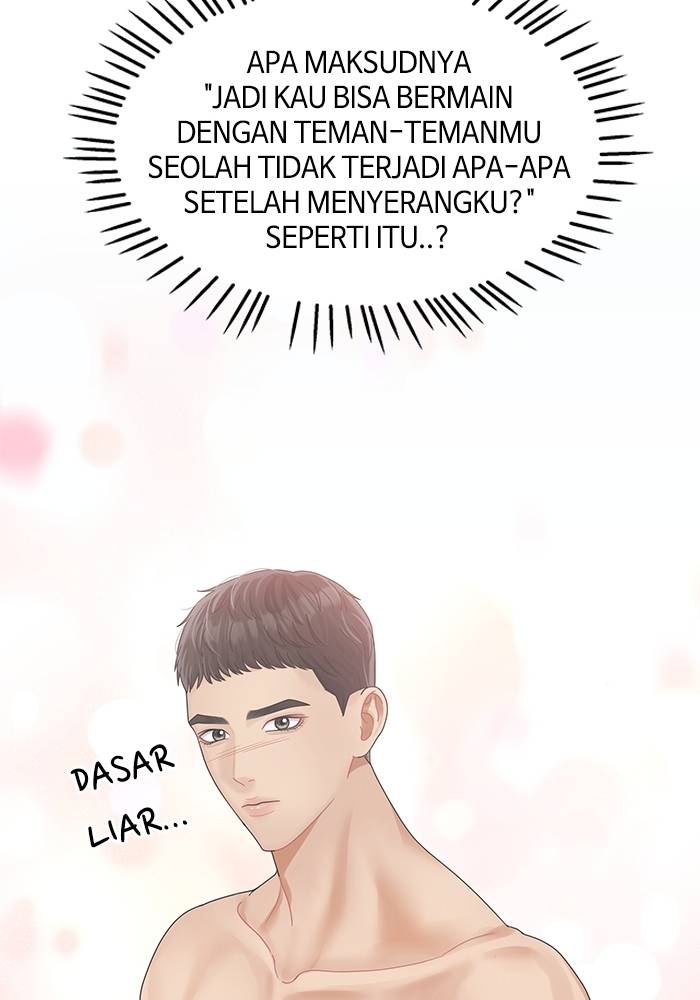 APA MAKSUDNYA
"JADI KAU BISA BERMAIN
DENGAN TEMAN-TEMANMU
SEOLAH TIDAK TERJADI APA-APA
SETELAH MENYERANGKU?"
SEPERTI ITU..?
DASAR
LIAR...